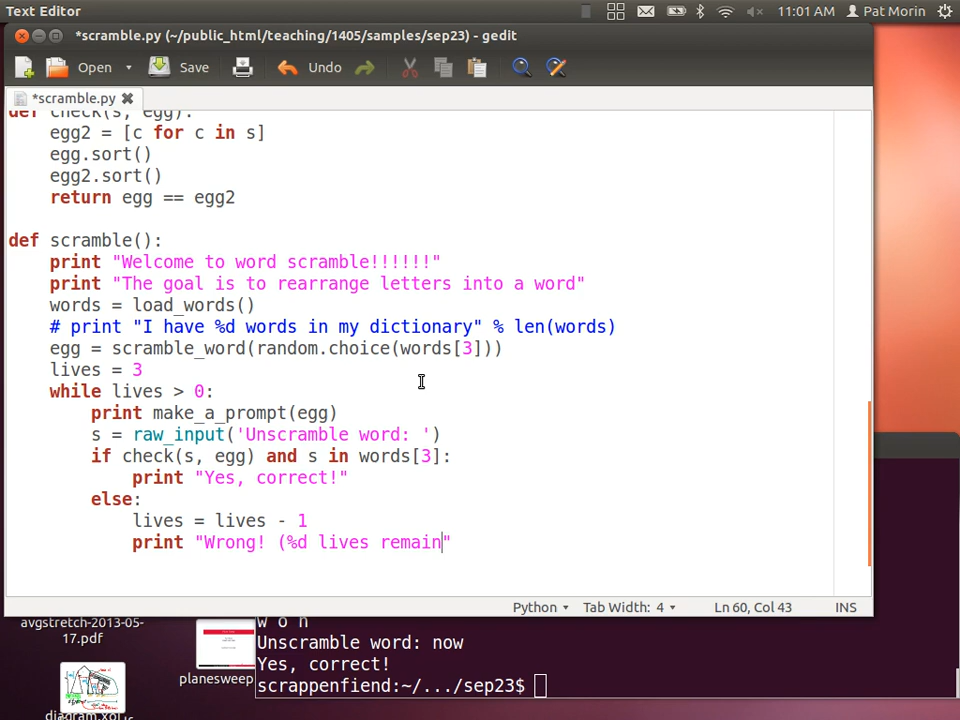 Text Editor
11:01 AM
Pat Morin
*scramble.py (~/public_html/teaching/1405/samples/sep23) - gedit
Open
Save
Undo
*scramble.py
def check(s, egg):
    egg2 = [c for c in s]
    egg.sort()
    egg2.sort()
    return egg == egg2
def scramble():
    print "Welcome to word scramble!!!!!!"
    print "The goal is to rearrange letters into a word"
    words = load_words()
    # print "I have %d words in my dictionary" % len(words)
    egg = scramble_word(random.choice(words[3]))
    lives = 3
    while lives > 0:
        print make_a_prompt(egg)
        s = raw_input('Unscramble word: ')
        if check(s, egg) and s in words[3]:
            print "Yes, correct!"
        else:
            lives = lives - 1
            print "Wrong! (%d lives remain"
Python
Tab Width: 4
Ln 60, Col 43
INS
avgstretch-2013-05-
17.pdf
planesweep
w o n
Unscramble word: now
Yes, correct!
scrappenfiend:~/.../sep23$
diagram.xoj